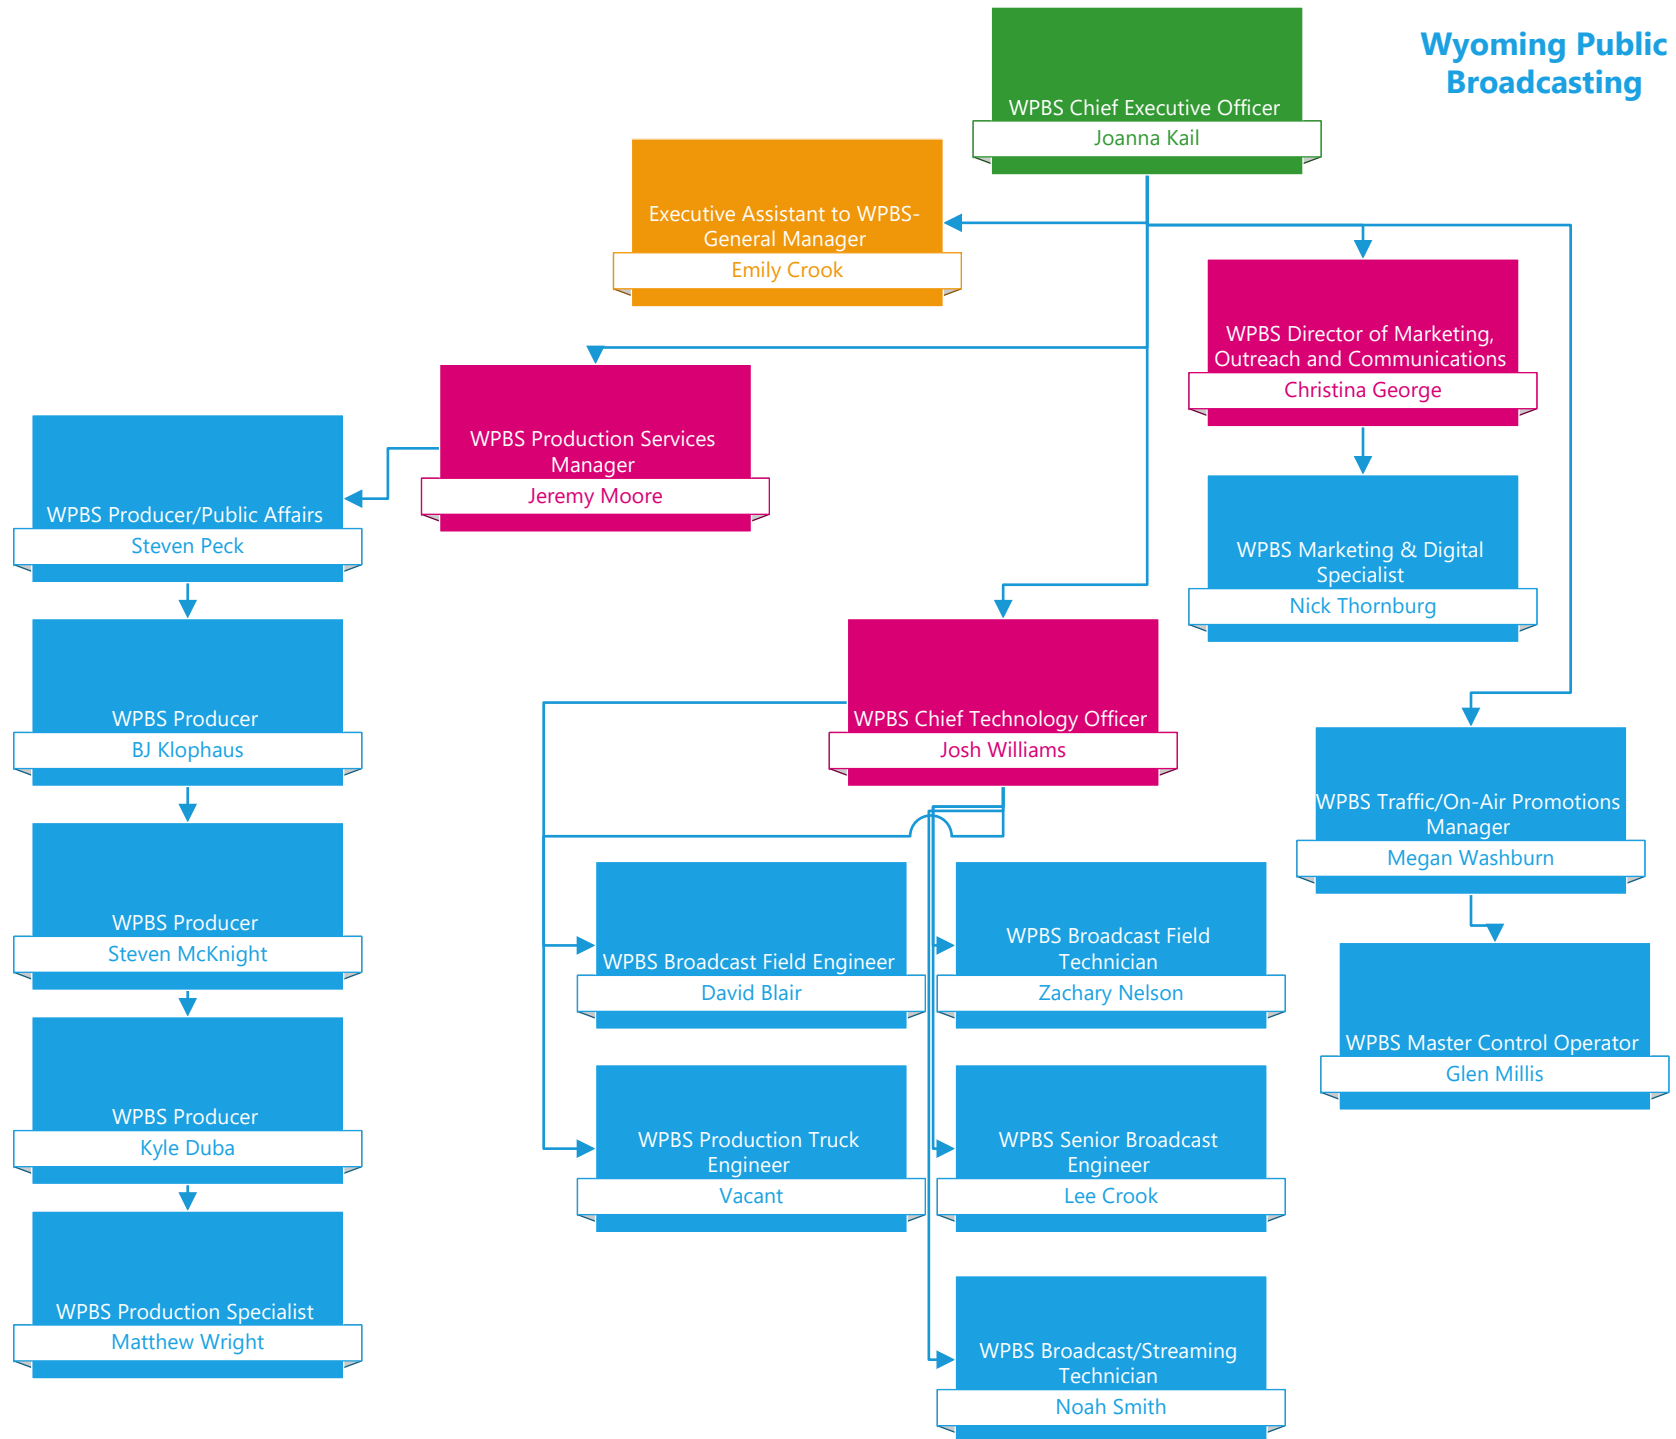 Wyoming Public
Broadcasting
WPBS Chief Executive Officer
Joanna Kail
Executive Assistant to WPBS-
General Manager
Emily Crook
WPBS Director of Marketing,
Outreach and Communications
Christina George
WPBS Production Services
Manager
Jeremy Moore
WPBS Producer/Public Affairs
Steven Peck
WPBS Marketing & Digital
Specialist
Nick Thornburg
WPBS Producer
BJ Klophaus
WPBS Chief Technology Officer
Josh Williams
WPBS Traffic/On-Air Promotions
Manager
Megan Washburn
WPBS Producer
Steven McKnight
WPBS Broadcast Field Engineer
David Blair
WPBS Broadcast Field
Technician
Zachary Nelson
WPBS Master Control Operator
Glen Millis
WPBS Producer
Kyle Duba
WPBS Production Truck
Engineer
Vacant
WPBS Senior Broadcast
Engineer
Lee Crook
WPBS Production Specialist
Matthew Wright
WPBS Broadcast/Streaming
Technician
Noah Smith